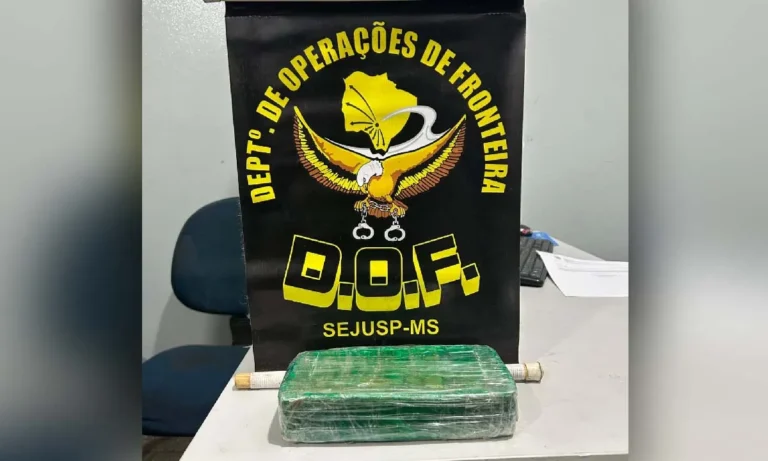 DEPTº. DE OPERAÇÕES DE FRONTEIRA
D.O.F.
SEJUSP-MS